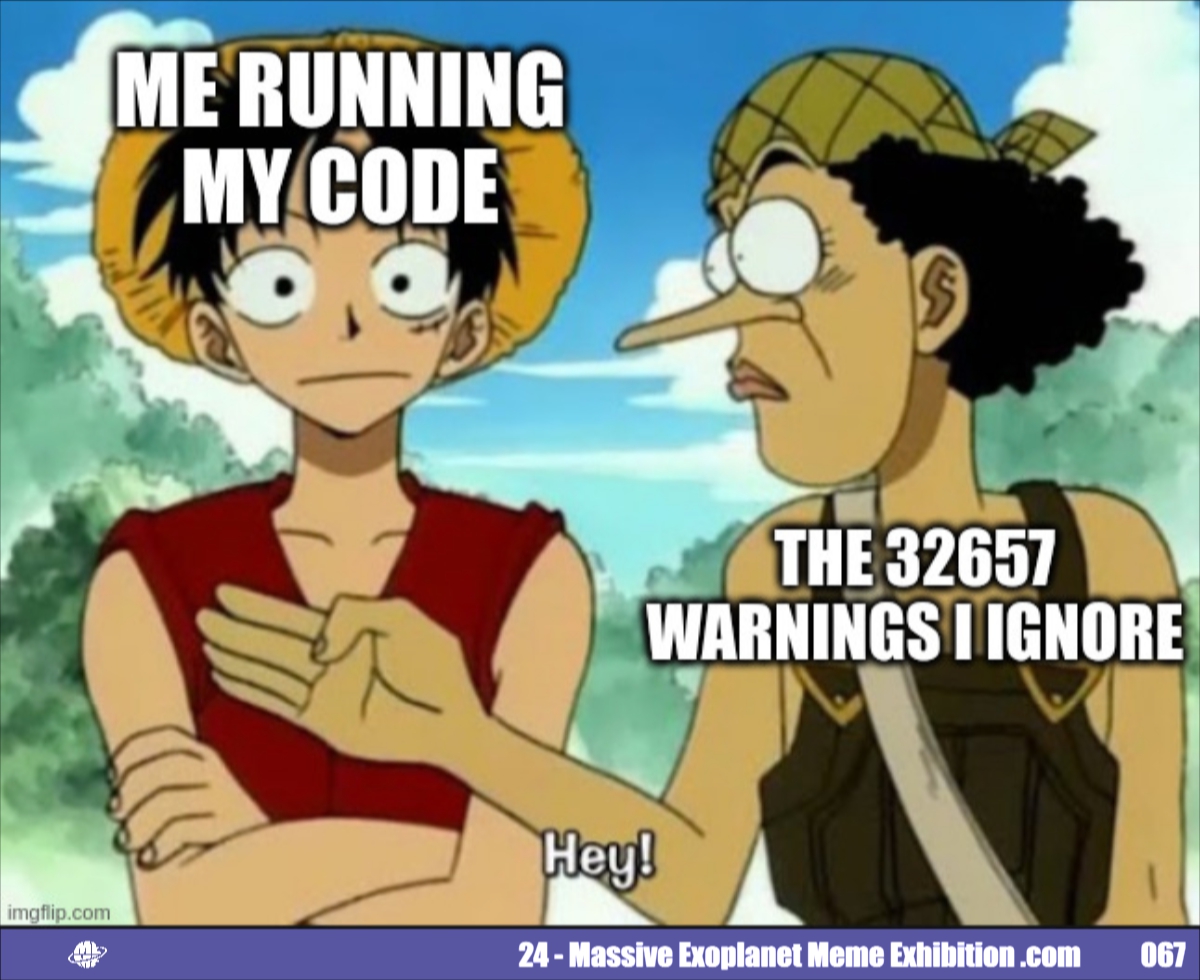 ME RUNNING
MY CODE
THE 32657
WARNINGS I IGNORE
Hey!
imgflip.com
24 - Massive Exoplanet Meme Exhibition .com
067